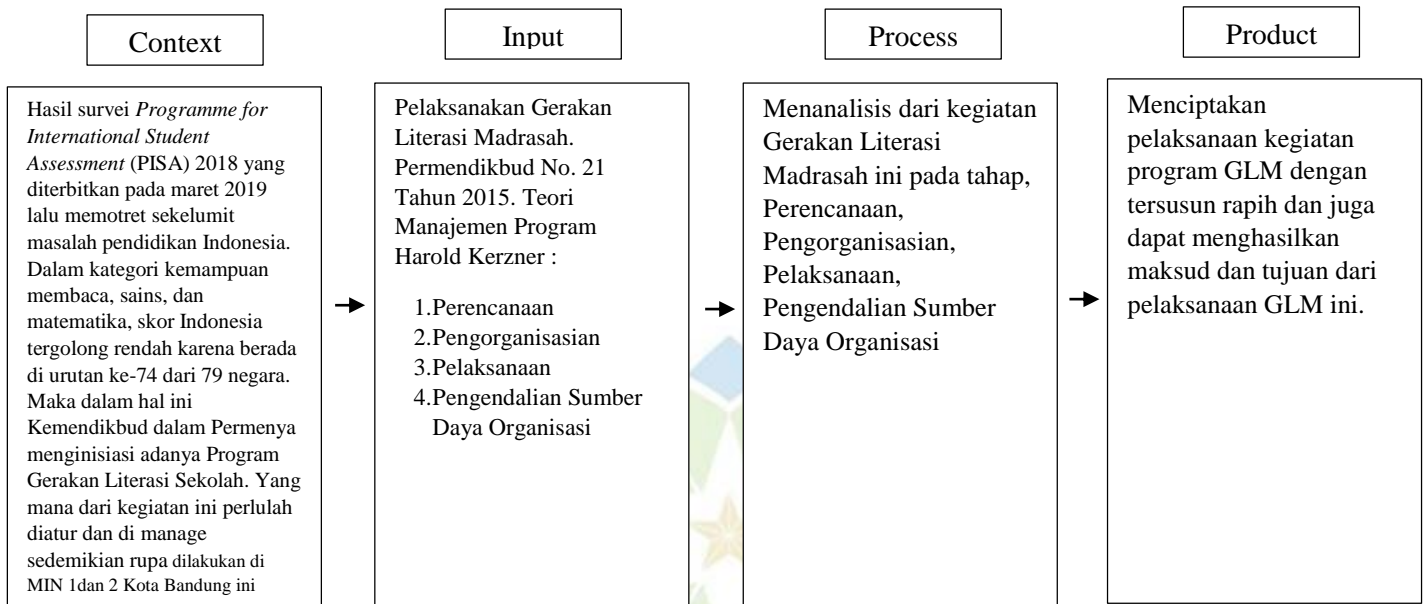 Context
Hasil survei Programme for
International Student
Assessment (PISA) 2018 yang
diterbitkan pada maret 2019
lalu memotret sekelumit
masalah pendidikan Indonesia.
Dalam kategori kemampuan
membaca, sains, dan
matematika, skor Indonesia
tergolong rendah karena berada
di urutan ke-74 dari 79 negara.
Maka dalam hal ini
Kemendikbud dalam Permenya
menginisiasi adanya Program
Gerakan Literasi Sekolah. Yang
mana dari kegiatan ini perlulah
diatur dan di manage
sedemikian rupa dilakukan di
MIN 1dan 2 Kota Bandung ini
Input
Pelaksanakan Gerakan
Literasi Madrasah.
Permendikbud No. 21
Tahun 2015. Teori
Manajemen Program
Harold Kerzner :
1.Perencanaan
2.Pengorganisasian
3.Pelaksanaan
4.Pengendalian Sumber
Daya Organisasi
Process
Menanalisis dari kegiatan
Gerakan Literasi
Madrasah ini pada tahap,
Perencanaan,
Pengorganisasian,
Pelaksanaan,
Pengendalian Sumber
Daya Organisasi
Product
Menciptakan
pelaksanaan kegiatan
program GLM dengan
tersusun rapih dan juga
dapat menghasilkan
maksud dan tujuan dari
pelaksanaan GLM ini.